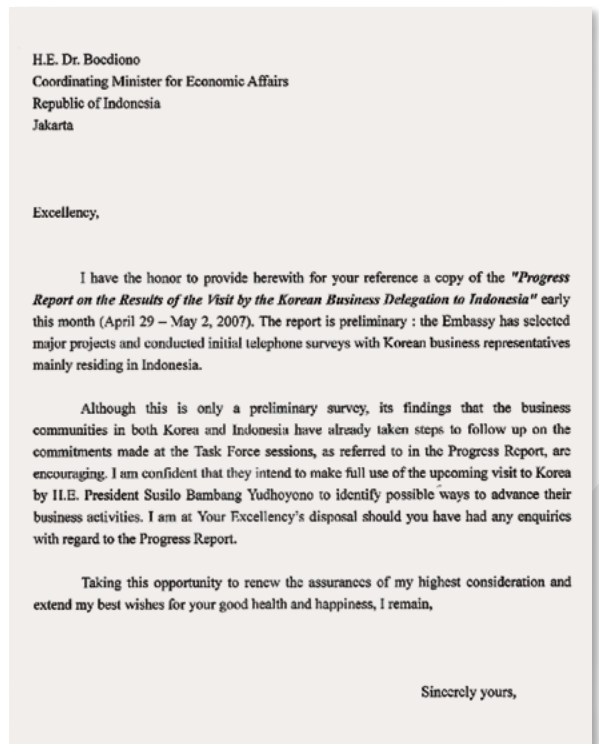 H.E. Dr. Boediono
Coordinating Minister for Economic Affairs
Republic of Indonesia
Jakarta
Excellency,
I have the honor to provide herewith for your reference a copy of the "Progress
Report on the Results of the Visit by the Korean Business Delegation to Indonesia" early
this month (April 29 – May 2, 2007). The report is preliminary : the Embassy has selected
major projects and conducted initial telephone surveys with Korean business representatives
mainly residing in Indonesia.
Although this is only a preliminary survey, its findings that the business
communities in both Korea and Indonesia have already taken steps to follow up on the
commitments made at the Task Force sessions, as referred to in the Progress Report, are
encouraging. I am confident that they intend to make full use of the upcoming visit to Korea
by H.E. President Susilo Bambang Yudhoyono to identify possible ways to advance their
business activities. I am at Your Excellency's disposal should you have had any enquiries
with regard to the Progress Report.
Taking this opportunity to renew the assurances of my highest consideration and
extend my best wishes for your good health and happiness, I remain,
Sincerely yours,